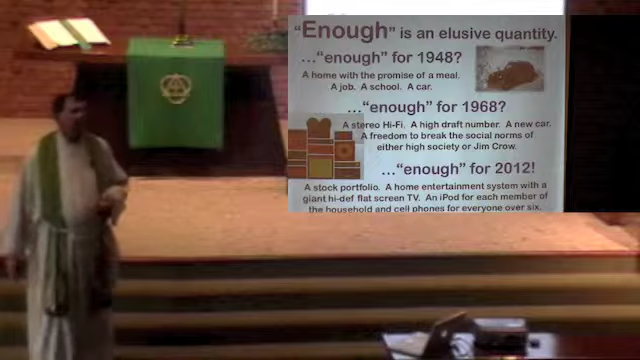 "Enough" is an elusive quantity.
..."enough" for 1948?
A home with the promise of a meal.
A job.  A school.  A car.
..."enough" for 1968?
A stereo Hi-Fi.  A high draft number.  A new car.
A freedom to break the social norms of
either high society or Jim Crow.
..."enough" for 2012!
A stock portfolio.  A home entertainment system with a
giant hi-def flat screen TV.  An iPod for each member of
the household and cell phones for everyone over six.